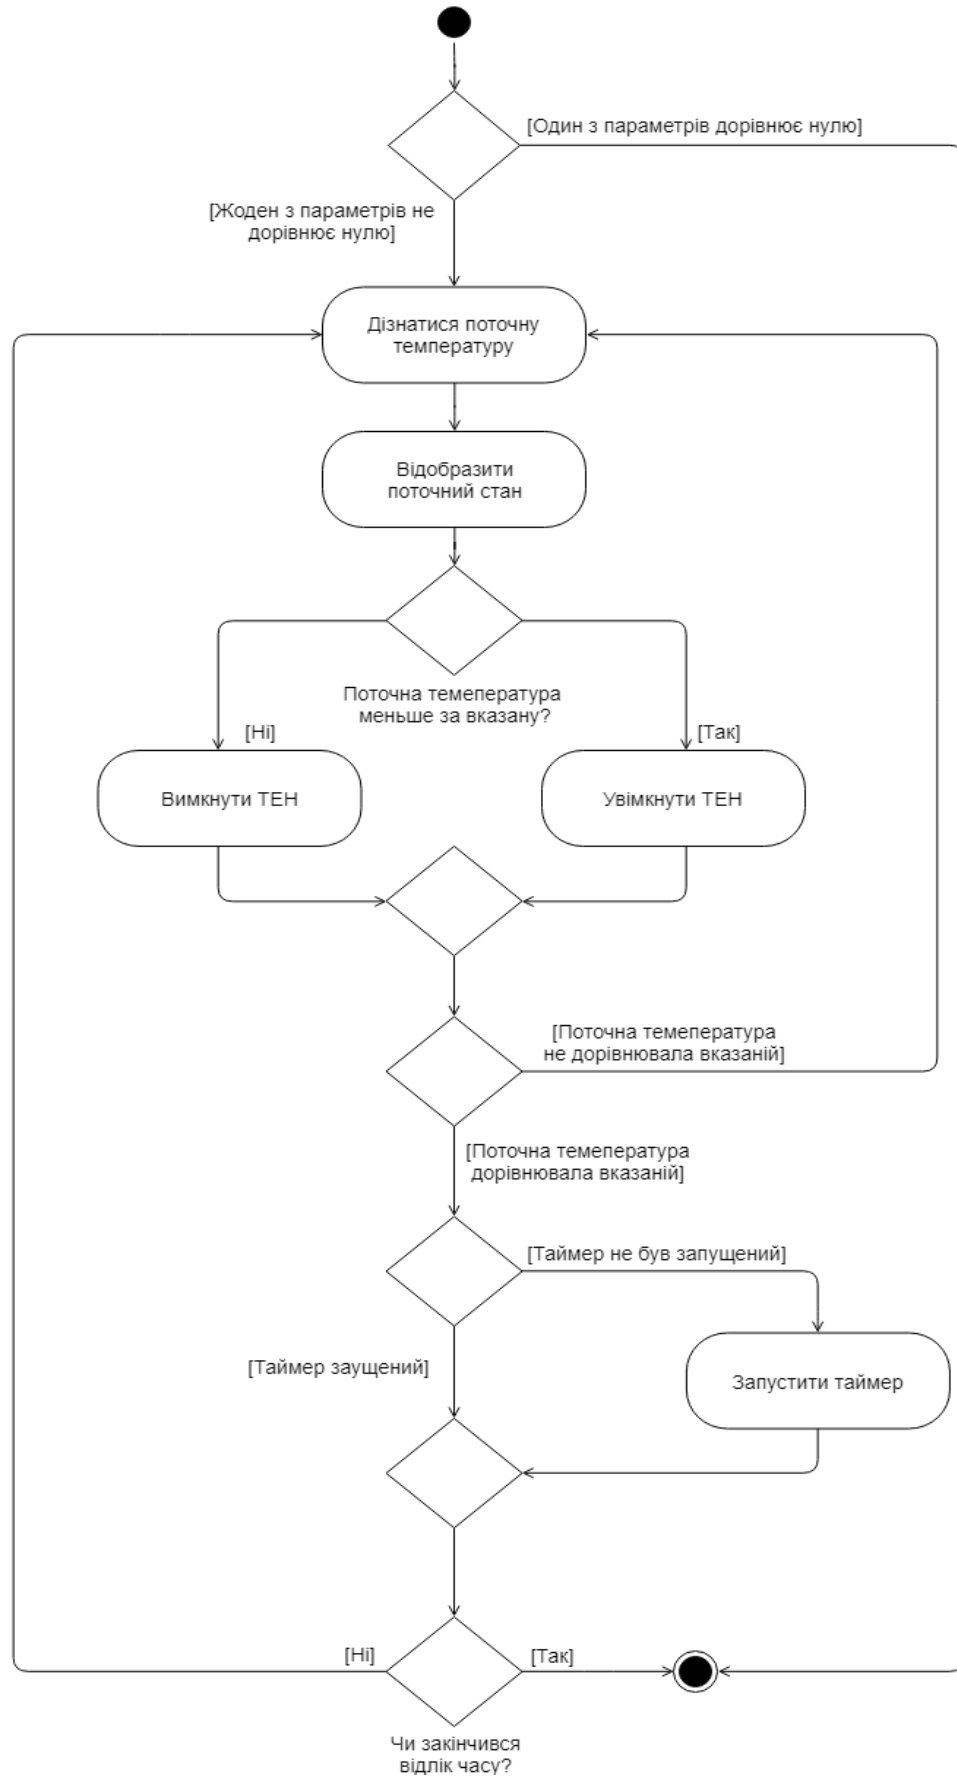 [Один з параметрів дорівнює нулю]
[Жоден з параметрів не
дорівнює нулю]
Дізнатися поточну
температуру
Відобразити
поточний стан
Поточна темепература
меньше за вказану?
[Ні]
[Так]
Вимкнути ТЕН
Увімкнути ТЕН
[Поточна темепература
не дорівнювала вказаній]
[Поточна темепература
дорівнювала вказаній]
[Таймер не був запущений]
[Таймер заущений]
Запустити таймер
[Ні]
[Так]
Чи закінчився
відлік часу?